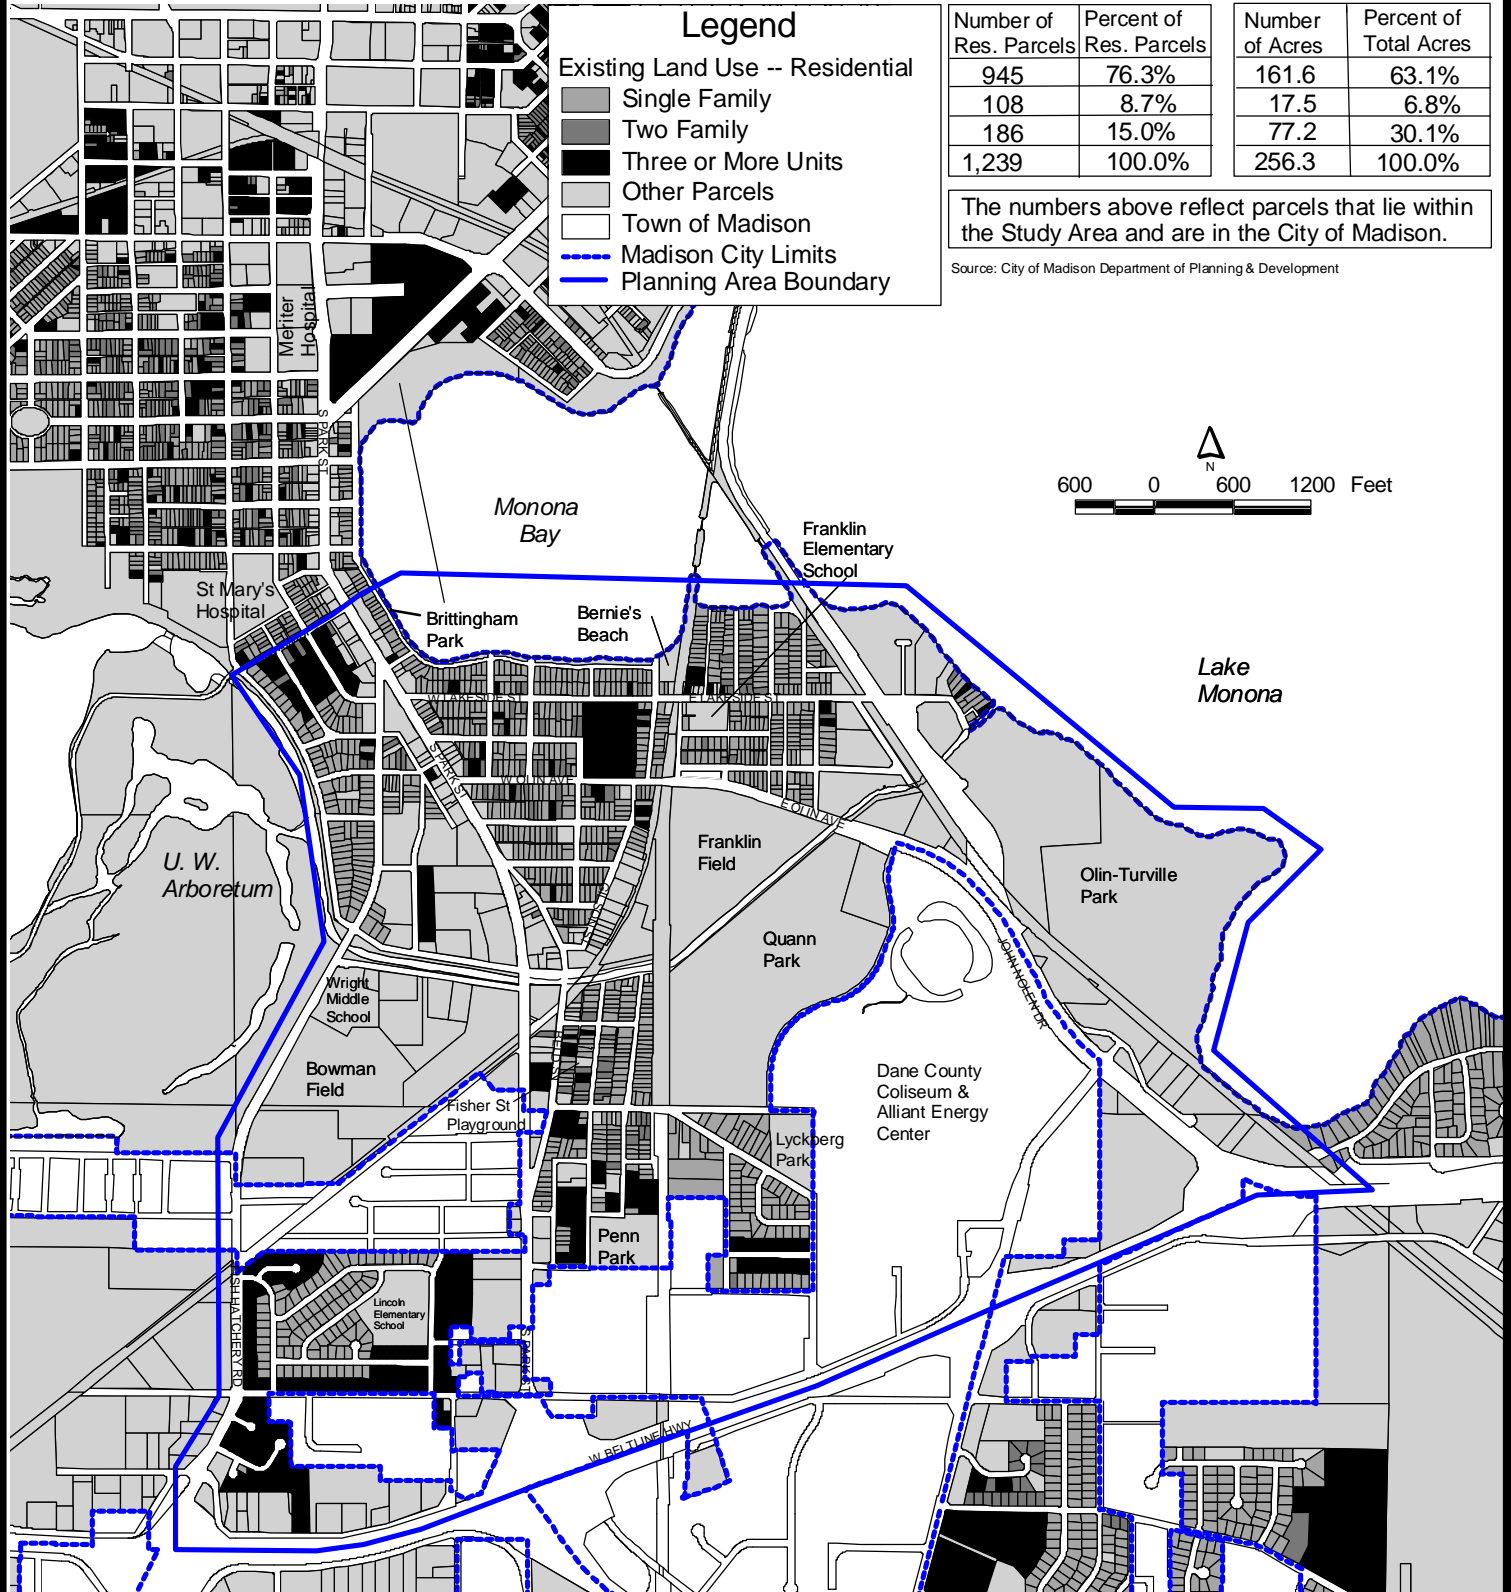 Legend
Existing Land Use -- Residential
Single Family
Two Family
Three or More Units
Other Parcels
Town of Madison
Madison City Limits
Planning Area Boundary
Number of Percent of
Res. Parcels Res. Parcels
945 76.3%
108 8.7%
186 15.0%
1,239 100.0%
Number Percent of
of Acres Total Acres
161.6 63.1%
17.5 6.8%
77.2 30.1%
256.3 100.0%
The numbers above reflect parcels that lie within
the Study Area and are in the City of Madison.
Source: City of Madison Department of Planning & Development
Meriter
Hospital
S PARK ST
N
600 0 600 1200 Feet
Monona
Bay
Franklin
Elementary
School
St Mary's
Hospital
Brittingham
Park
Bernie's
Beach
Lake
Monona
W LAKESIDE ST
E LAKESIDE ST
S PARK ST
W OLIN AVE
E OLIN AVE
U. W.
Arboretum
Franklin
Field
Olin-Turville
Park
GILSON ST
Quann
Park
JOHN NOLEN DR
Wright
Middle
School
Bowman
Field
Dane County
Coliseum &
Alliant Energy
Center
Fisher St
Playground
Lyckberg
Park
Penn
Park
Lincoln
Elementary
School
FISH HATCHERY RD
S PARK ST
W BELTLINE HWY